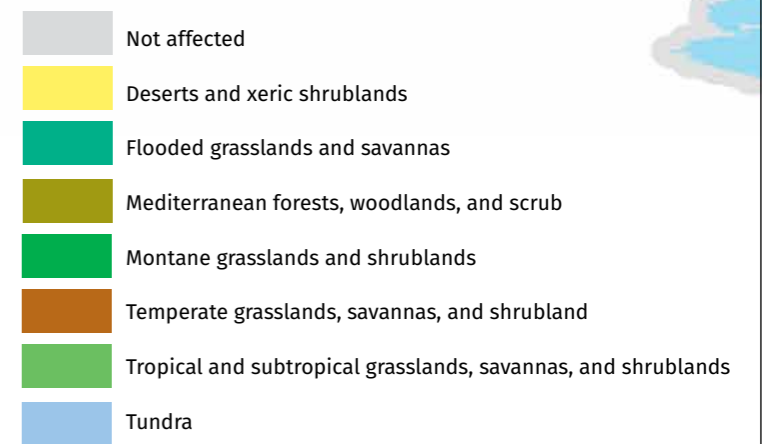 Not affected
Deserts and xeric shrublands
Flooded grasslands and savannas
Mediterranean forests, woodlands, and scrub
Montane grasslands and shrublands
Temperate grasslands, savannas, and shrubland
Tropical and subtropical grasslands, savannas, and shrublands
Tundra